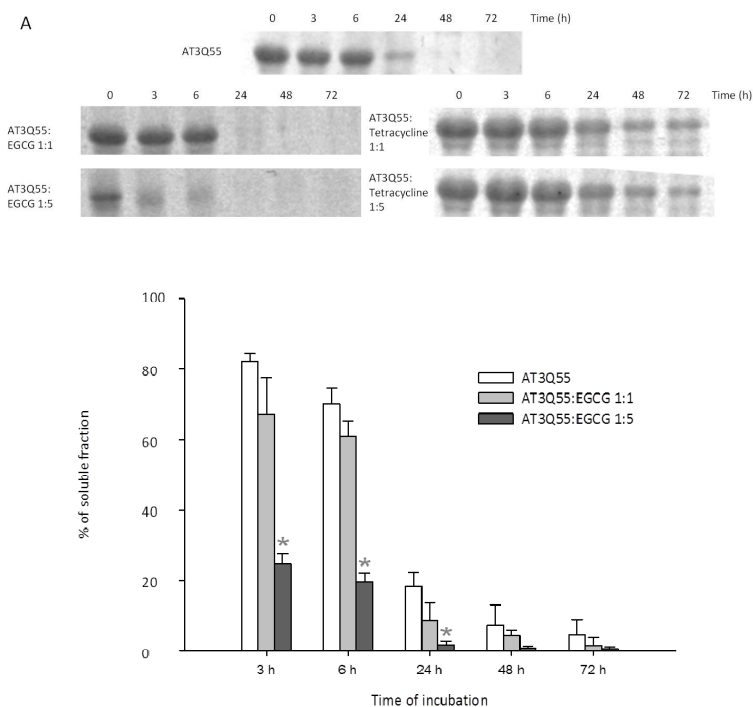 A
0 3 6 24 48 72 Time (h)
AT3Q55
0 3 6 24 48 72
AT3Q55:
EGCG 1:1
AT3Q55:
EGCG 1:5
0 3 6 24 48 72 Time (h)
AT3Q55:
Tetracycline
1:1
AT3Q55:
Tetracycline
1:5
% of soluble fraction
100
80
60
40
20
0
AT3Q55
AT3Q55:EGCG 1:1
AT3Q55:EGCG 1:5
*
*
*
3 h 6 h 24 h 48 h 72 h
Time of incubation